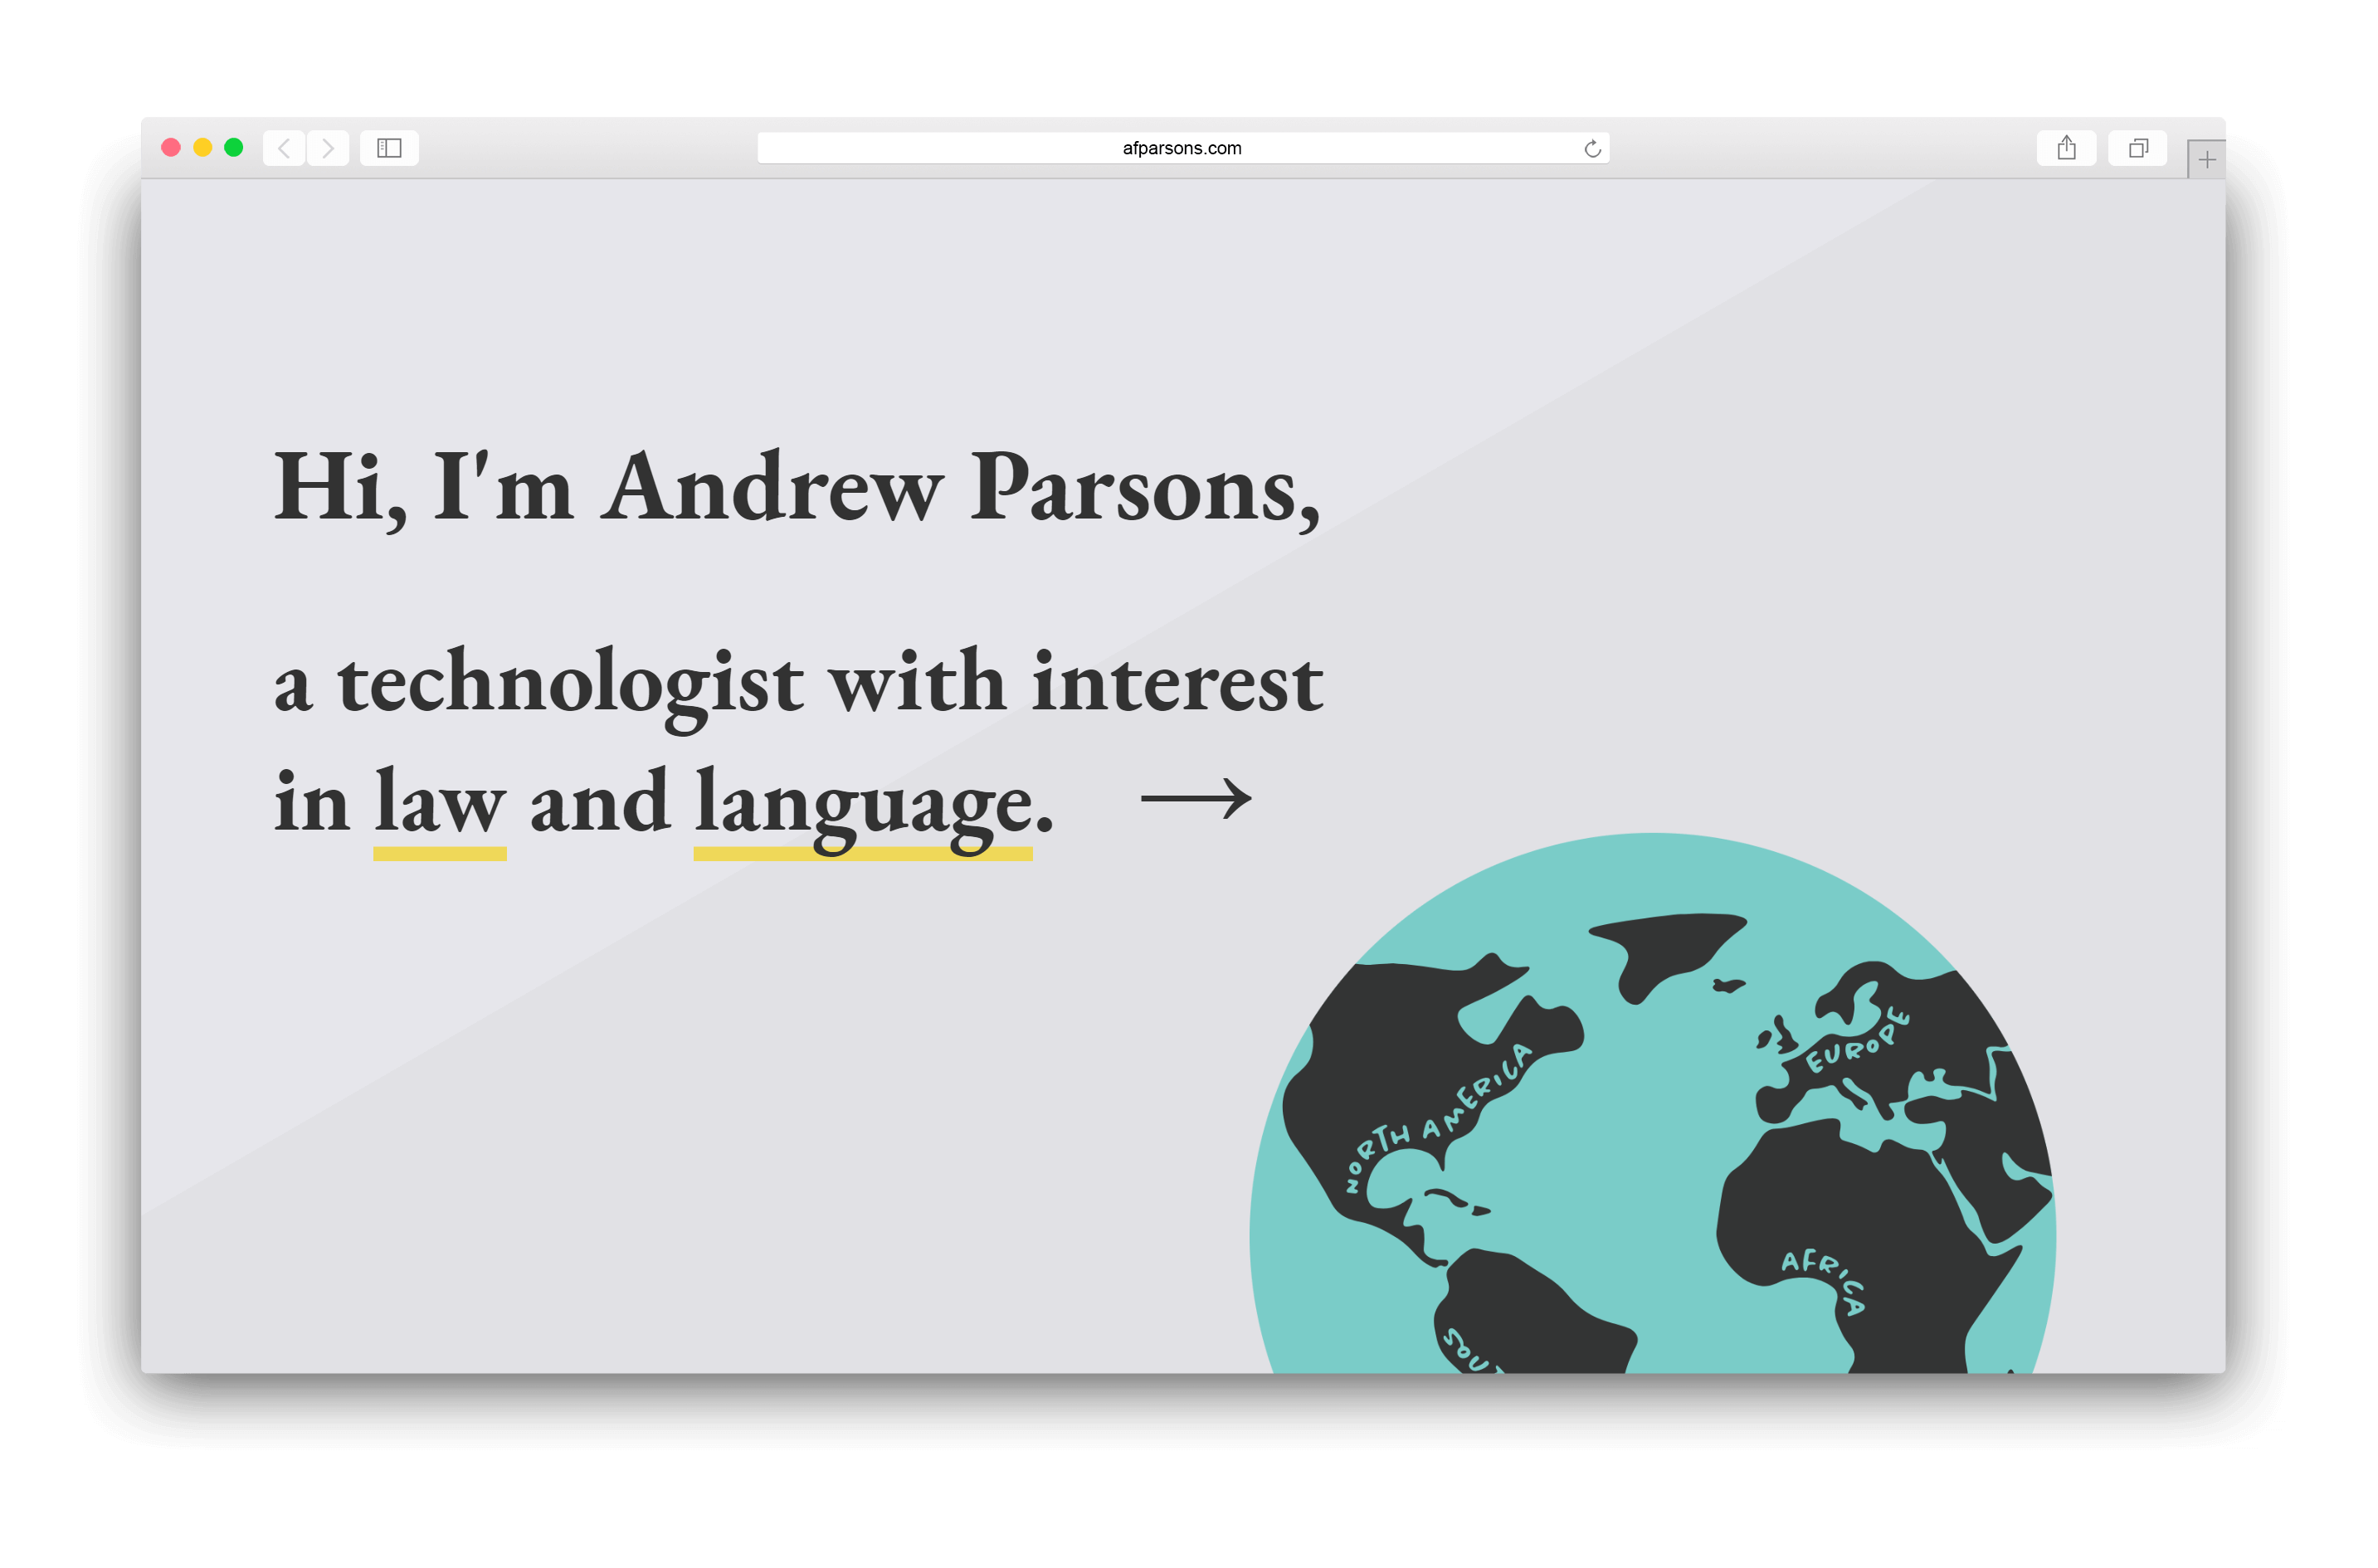 afparsons.com
Hi, I'm Andrew Parsons,
a technologist with interest
in law and language. →
NORTH AMERICA
EUROPE
AFRICA
SOU